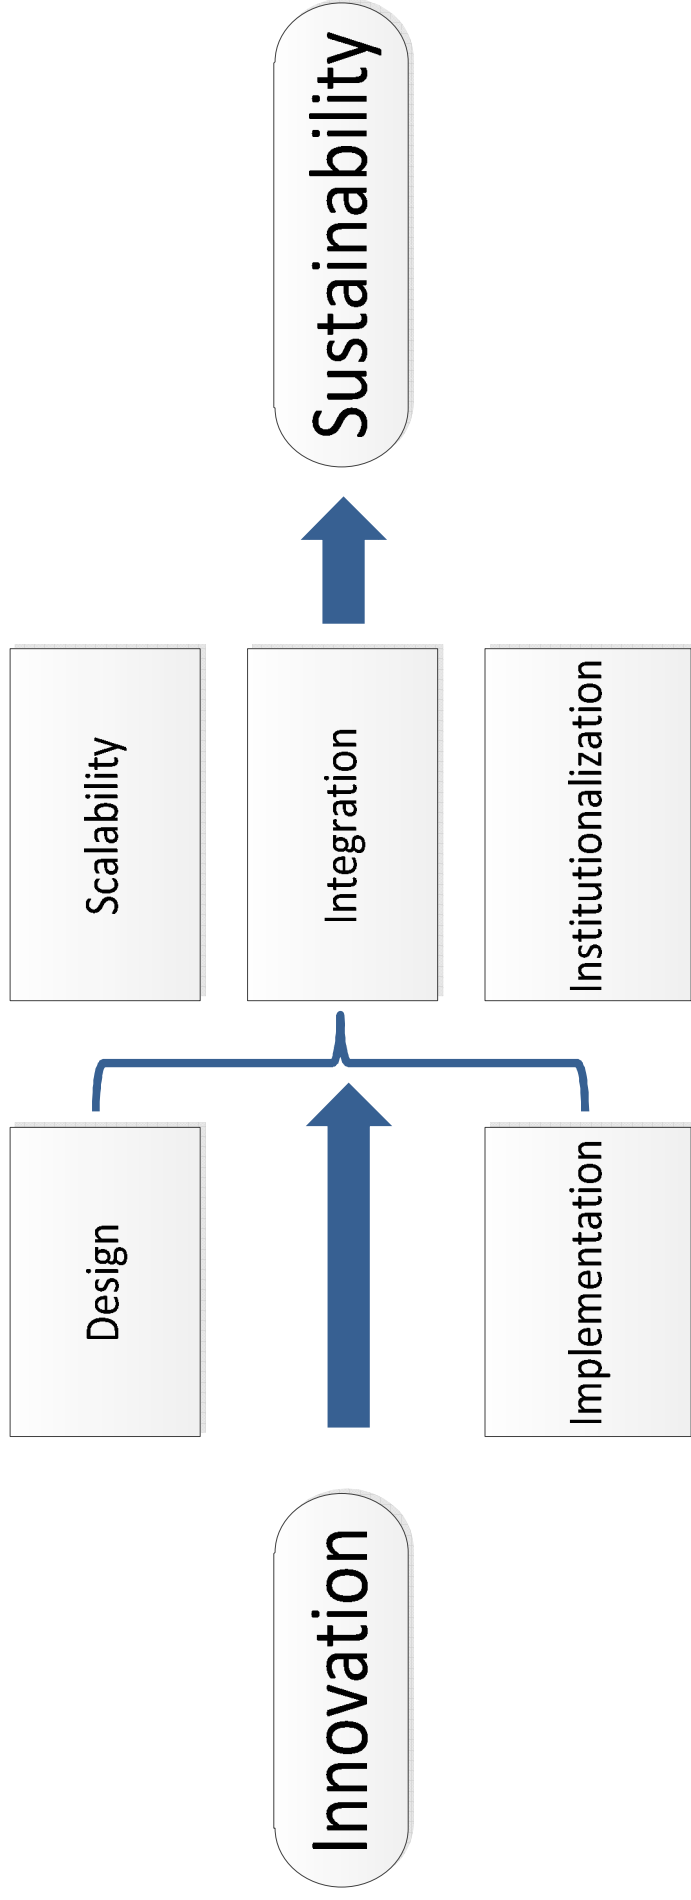 Innovation
Design
Implementation
Scalability
Integration
Institutionalization
Sustainability